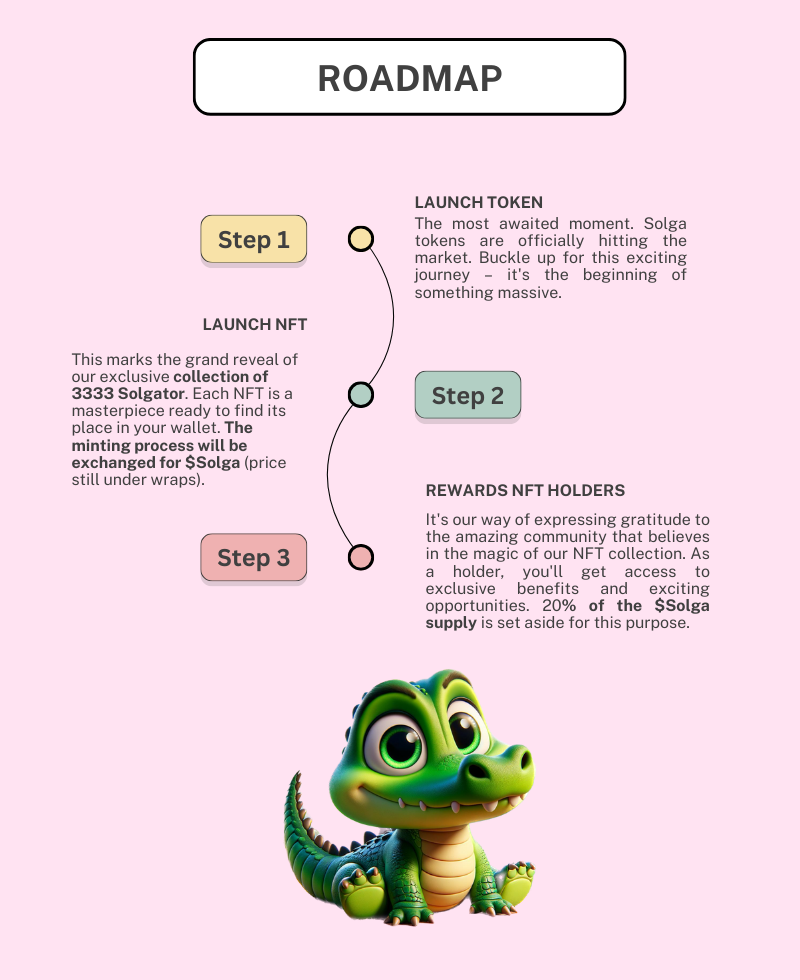 ROADMAP
Step 1
LAUNCH TOKEN
The most awaited moment. Solga
tokens are officially hitting the
market. Buckle up for this exciting
journey – it's the beginning of
something massive.
LAUNCH NFT
This marks the grand reveal of
our exclusive collection of
3333 Solgator. Each NFT is a
masterpiece ready to find its
place in your wallet. The
minting process will be
exchanged for $Solga (price
still under wraps).
Step 2
REWARDS NFT HOLDERS
It's our way of expressing gratitude to
the amazing community that believes
in the magic of our NFT collection. As
a holder, you'll get access to
exclusive benefits and exciting
opportunities. 20% of the $Solga
supply is set aside for this purpose.
Step 3